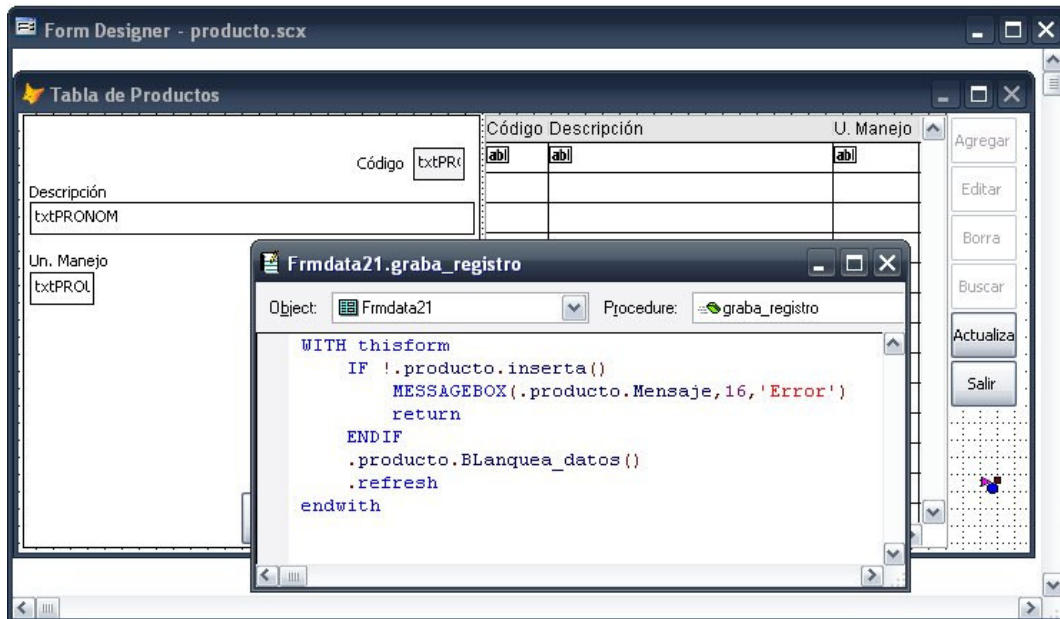 Form Designer - producto.scx
Tabla de Productos
Código Descripción U. Manejo
abl abl abl
Código txtPR(
Descripción
txtPRONOM
Un. Manejo
txtPROL
Agregar
Editar
Borra
Buscar
Actualiza
Salir
Frmdata21.graba_registro
Object: Frmdata21 Procedure: graba_registro
WITH thisform
IF !.producto.inserta()
MESSAGEBOX(.producto.Mensaje,16,'Error')
return
ENDIF
.producto.BLanquea_datos()
.refresh
endwith